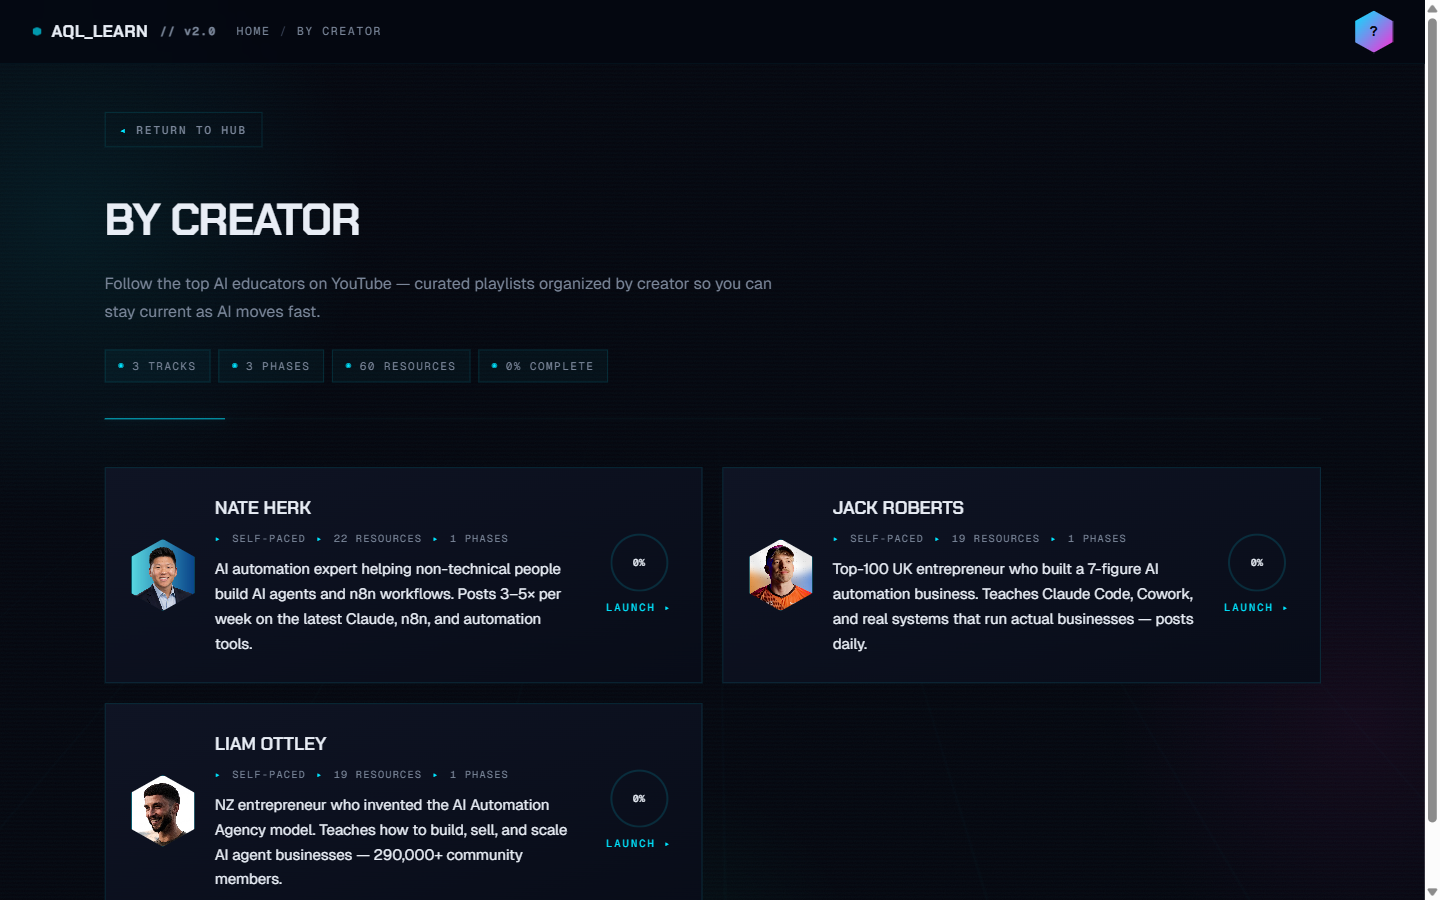 AQL_LEARN // v2.0 HOME / BY CREATOR
?
◂ RETURN TO HUB
BY CREATOR
Follow the top AI educators on YouTube — curated playlists organized by creator so you can
stay current as AI moves fast.
3 TRACKS
3 PHASES
60 RESOURCES
0% COMPLETE
NATE HERK
▸ SELF-PACED ▸ 22 RESOURCES ▸ 1 PHASES
AI automation expert helping non-technical people
build AI agents and n8n workflows. Posts 3–5× per
week on the latest Claude, n8n, and automation
tools.
0%
LAUNCH ▸
JACK ROBERTS
▸ SELF-PACED ▸ 19 RESOURCES ▸ 1 PHASES
Top-100 UK entrepreneur who built a 7-figure AI
automation business. Teaches Claude Code, Cowork,
and real systems that run actual businesses — posts
daily.
0%
LAUNCH ▸
LIAM OTTLEY
▸ SELF-PACED ▸ 19 RESOURCES ▸ 1 PHASES
NZ entrepreneur who invented the AI Automation
Agency model. Teaches how to build, sell, and scale
AI agent businesses — 290,000+ community
members.
0%
LAUNCH ▸